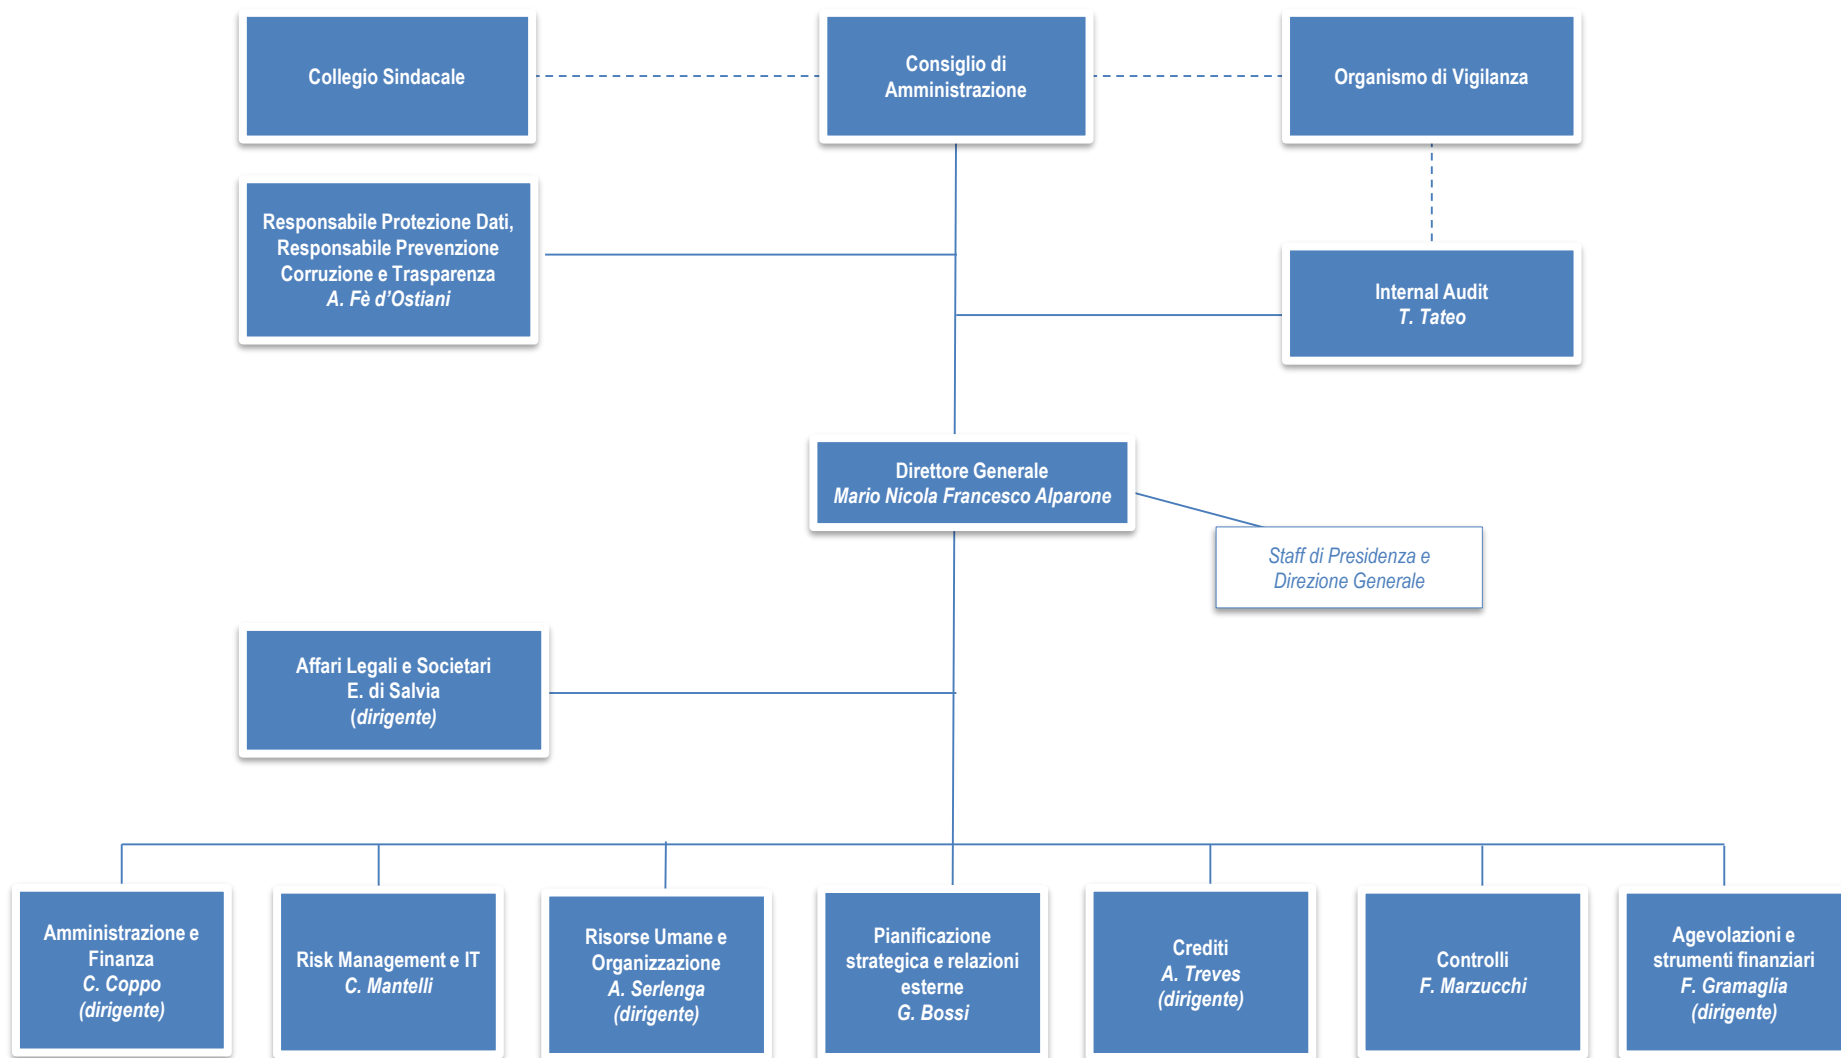 Collegio Sindacale
Consiglio di
Amministrazione
Organismo di Vigilanza
Responsabile Protezione Dati,
Responsabile Prevenzione
Corruzione e Trasparenza
A. Fè d’Ostiani
Internal Audit
T. Tateo
Direttore Generale
Mario Nicola Francesco Alparone
Staff di Presidenza e
Direzione Generale
Affari Legali e Societari
E. di Salvia
(dirigente)
Amministrazione e
Finanza
C. Coppo
(dirigente)
Risk Management e IT
C. Mantelli
Risorse Umane e
Organizzazione
A. Serlenga
(dirigente)
Pianificazione
strategica e relazioni
esterne
G. Bossi
Crediti
A. Treves
(dirigente)
Controlli
F. Marzucchi
Agevolazioni e
strumenti finanziari
F. Gramaglia
(dirigente)